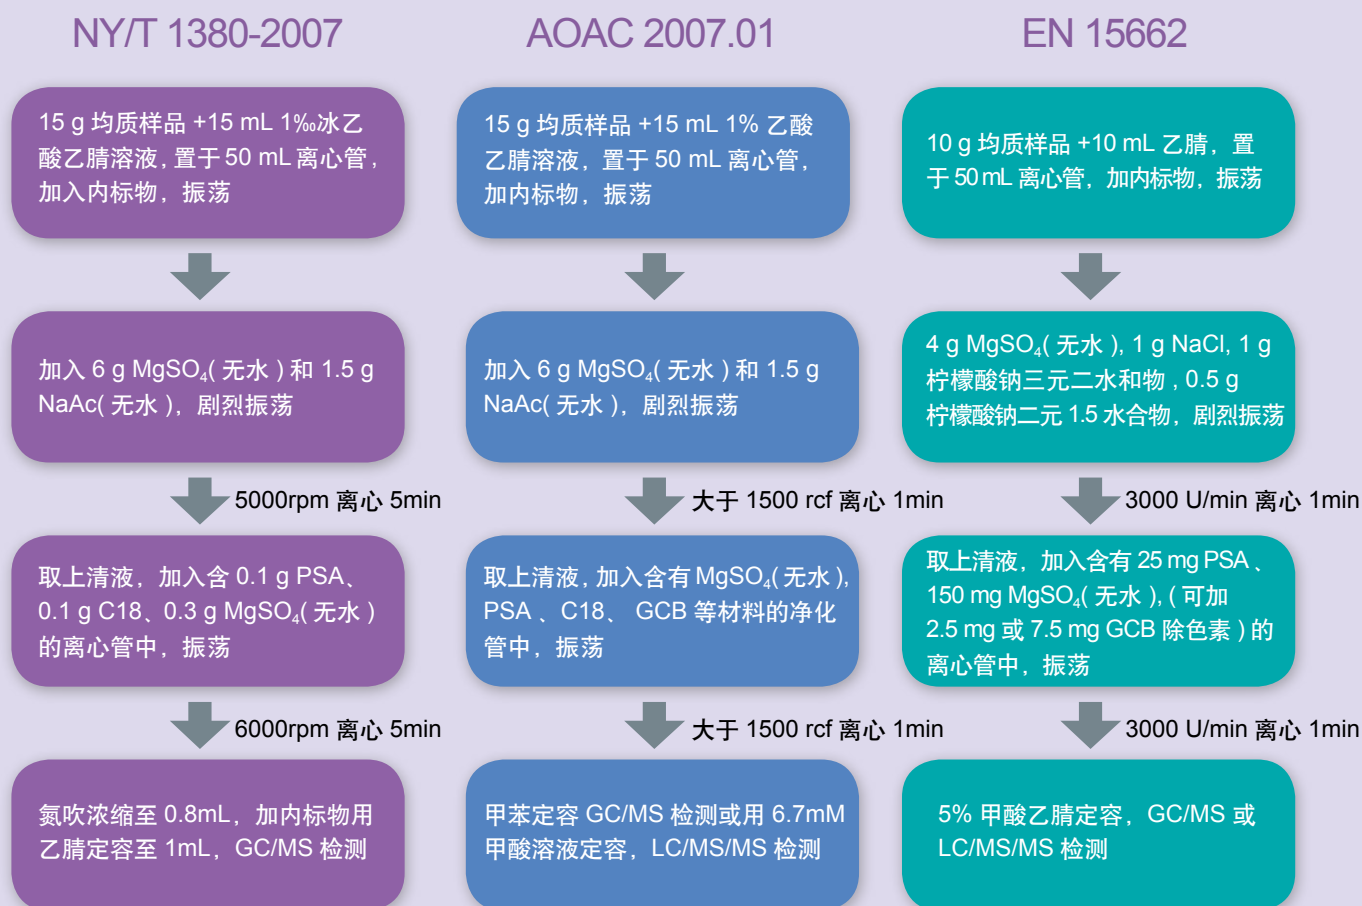 NY/T 1380-2007
15 g 均质样品 +15 mL 1‰冰乙
酸乙腈溶液, 置于 50 mL 离心管,
加入内标物，振荡
加入 6 g MgSO₄( 无水 ) 和 1.5 g
NaAc( 无水 )，剧烈振荡
5000rpm 离心 5min
取上清液，加入含 0.1 g PSA、
0.1 g C18、0.3 g MgSO₄( 无水 )
的离心管中，振荡
6000rpm 离心 5min
氮吹浓缩至 0.8mL，加内标物用
乙腈定容至 1mL，GC/MS 检测
AOAC 2007.01
15 g 均质样品 +15 mL 1% 乙酸
乙腈溶液，置于 50 mL 离心管，
加内标物，振荡
加入 6 g MgSO₄( 无水 ) 和 1.5 g
NaAc( 无水 )，剧烈振荡
大于 1500 rcf 离心 1min
取上清液, 加入含有 MgSO₄( 无水 ),
PSA 、C18、 GCB 等材料的净化
管中，振荡
大于 1500 rcf 离心 1min
甲苯定容 GC/MS 检测或用 6.7mM
甲酸溶液定容，LC/MS/MS 检测
EN 15662
10 g 均质样品 +10 mL 乙腈，置
于 50 mL 离心管，加内标物，振荡
4 g MgSO₄( 无水 ), 1 g NaCl, 1 g
柠檬酸钠三元二水和物 , 0.5 g
柠檬酸钠二元 1.5 水合物，剧烈振荡
3000 U/min 离心 1min
取上清液，加入含有 25 mg PSA 、
150 mg MgSO₄( 无水 ), ( 可加
2.5 mg 或 7.5 mg GCB 除色素 ) 的
离心管中，振荡
3000 U/min 离心 1min
5% 甲酸乙腈定容，GC/MS 或
LC/MS/MS 检测